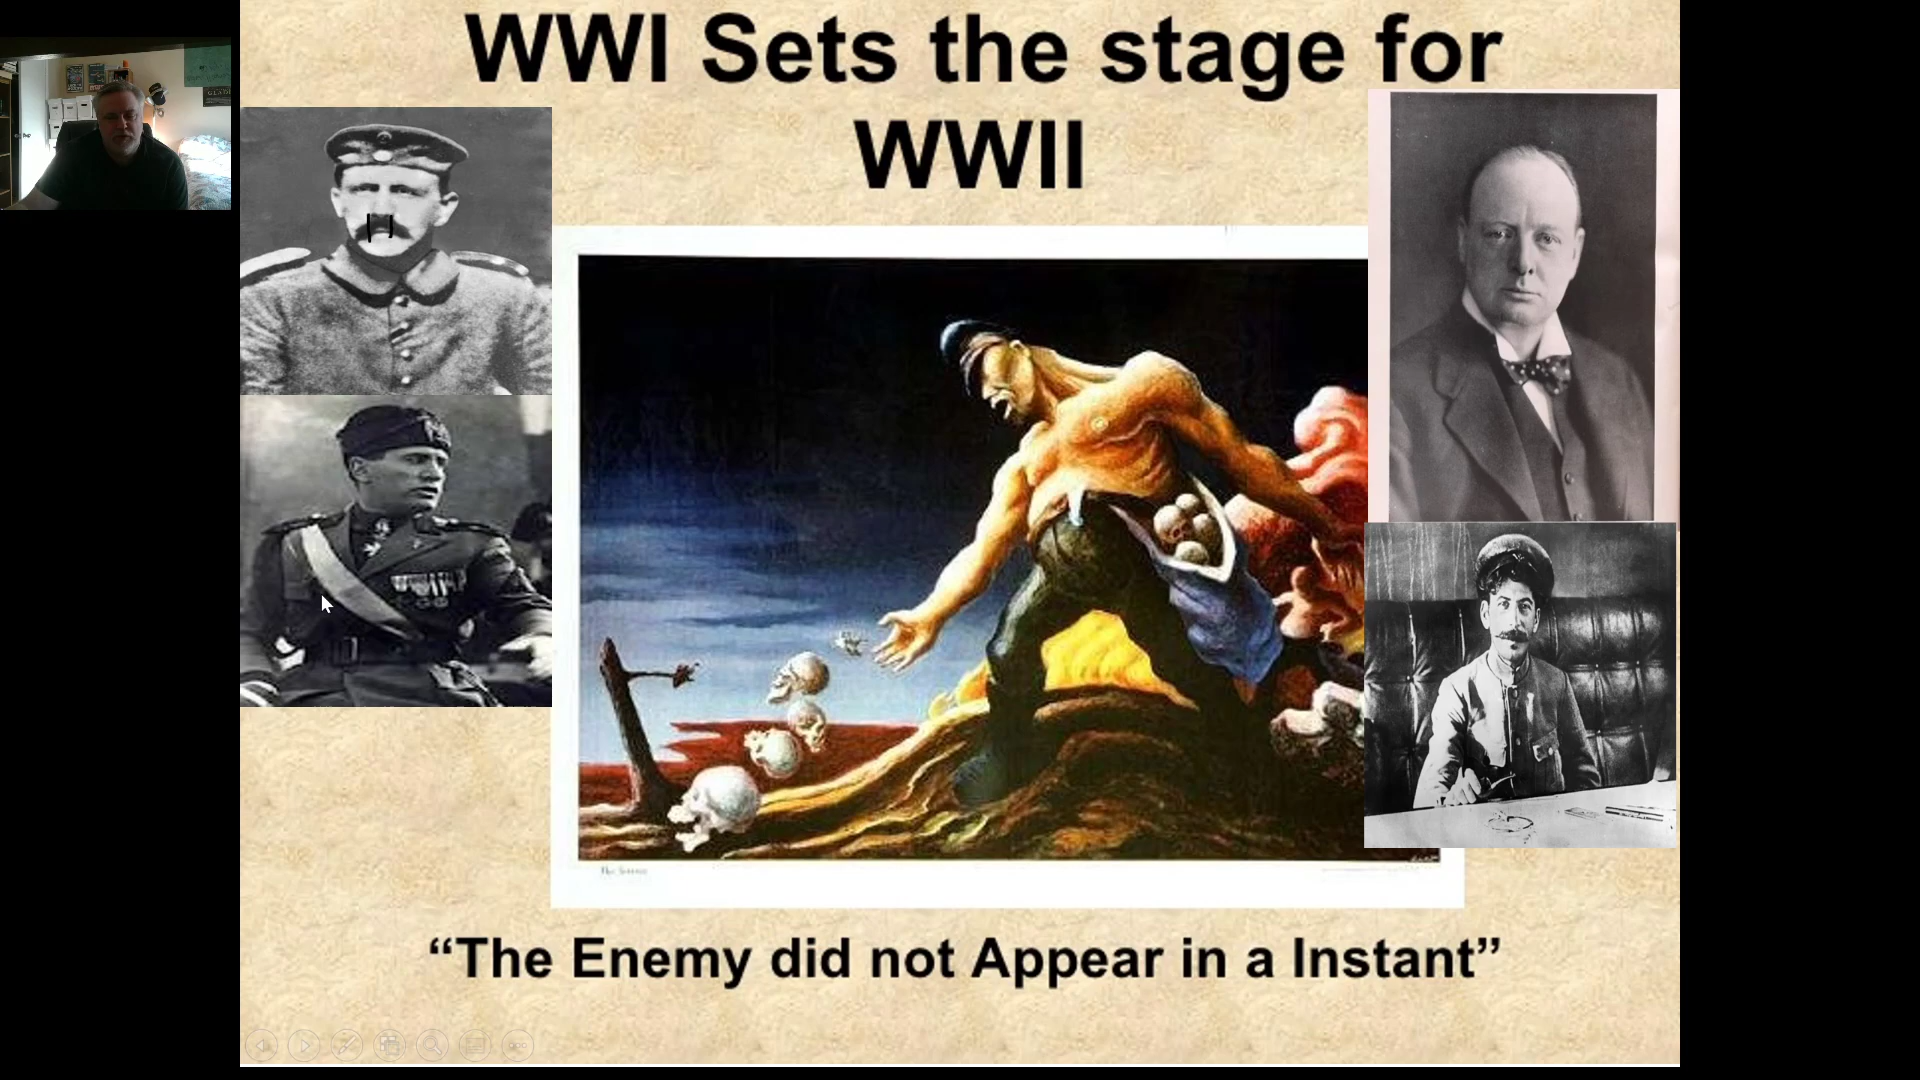 WWI Sets the stage for
WWII
“The Enemy did not Appear in a Instant”